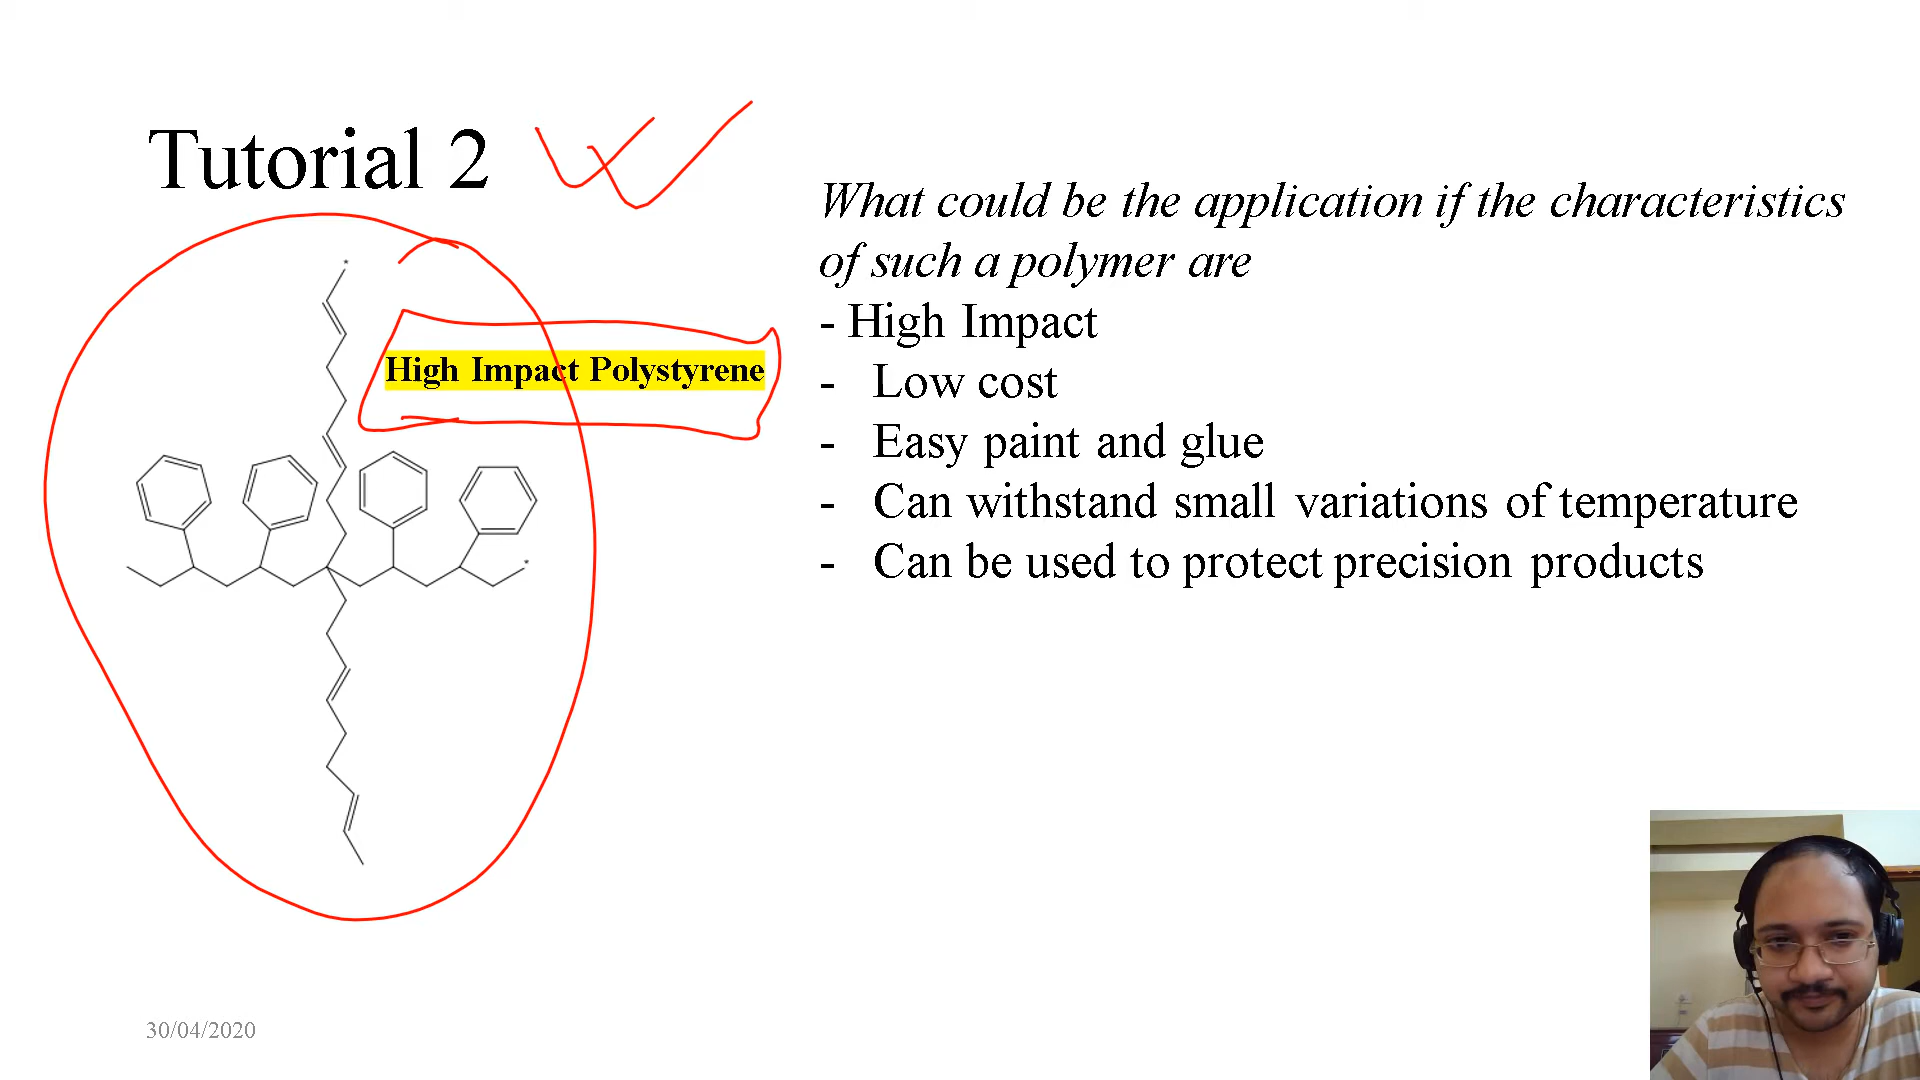 Tutorial 2
High Impact Polystyrene
*
*
What could be the application if the characteristics
of such a polymer are
- High Impact
- Low cost
- Easy paint and glue
- Can withstand small variations of temperature
- Can be used to protect precision products
30/04/2020